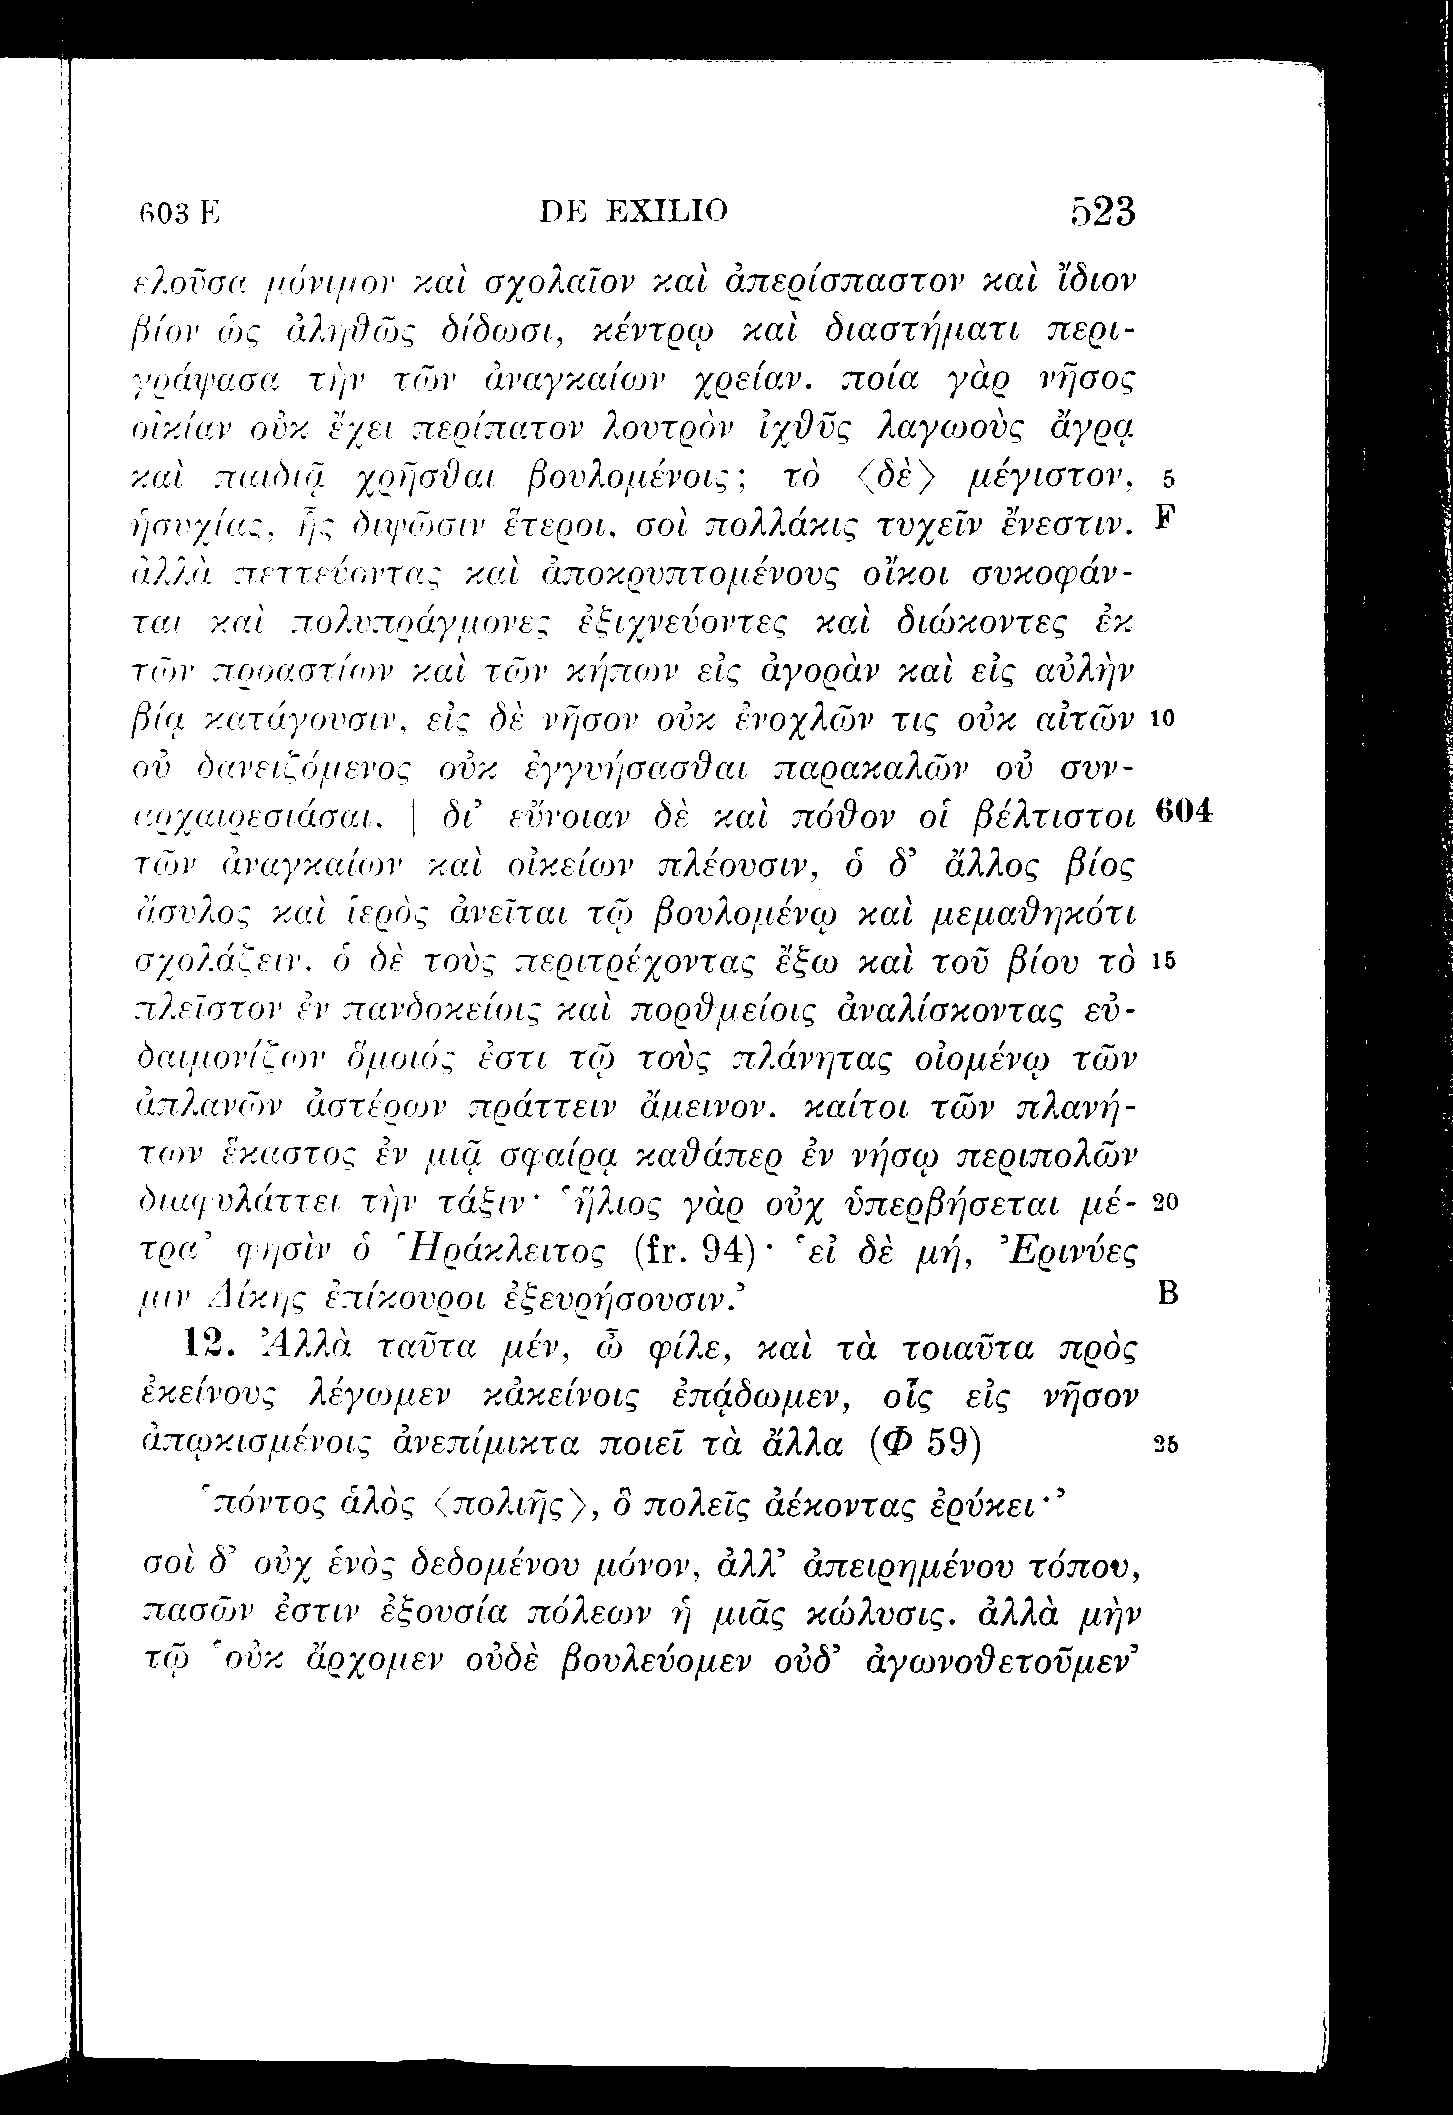 603 E DE EXILIO 523
ελοῦσα μόνιμον καὶ σχολαῖον καὶ ἀπερίσπαστον καὶ ἴδιον
βίον ὡς ἀληθῶς δίδωσι, κέντρῳ καὶ διαστήματι περι-
γράψασα τὴν τῶν ἀναγκαίων χρείαν. ποία γὰρ νῆσος
οἰκίαν οὐκ ἔχει περίπατον λουτρὸν ἰχθῦς λαγωοὺς ἄγρᾳ
καὶ παιδιᾷ χρῆσθαι βουλομένοις; τὸ ⟨δὲ⟩ μέγιστον, 5
ἡσυχίας, ἧς διψῶσιν ἕτεροι, σοὶ πολλάκις τυχεῖν ἔνεστιν. F
ἀλλὰ πεττεύοντας καὶ ἀποκρυπτομένους οἴκοι συκοφάν-
ται καὶ πολυπράγμονες ἐξιχνεύοντες καὶ διώκοντες ἐκ
τῶν προαστίων καὶ τῶν κήπων εἰς ἀγορὰν καὶ εἰς αὐλὴν
βίᾳ κατάγουσιν, εἰς δὲ νῆσον οὐκ ἐνοχλῶν τις οὐκ αἰτῶν 10
οὐ δανειζόμενος οὐκ ἐγγυήσασθαι παρακαλῶν οὐ συν-
αρχαιρεσιάσαι, | δι’ εὔνοιαν δὲ καὶ πόθον οἱ βέλτιστοι 604
τῶν ἀναγκαίων καὶ οἰκείων πλέουσιν, ὁ δ’ ἄλλος βίος
ἄσυλος καὶ ἱερὸς ἀνεῖται τῷ βουλομένῳ καὶ μεμαθηκότι
σχολάζειν. ὁ δὲ τοὺς περιτρέχοντας ἔξω καὶ τοῦ βίου τὸ 15
πλεῖστον ἐν πανδοκείοις καὶ πορθμείοις ἀναλίσκοντας εὐ-
δαιμονίζων ὅμοιός ἐστι τῷ τοὺς πλάνητας οἰομένῳ τῶν
ἀπλανῶν ἀστέρων πράττειν ἄμεινον. καίτοι τῶν πλανή-
των ἕκαστος ἐν μιᾷ σφαίρᾳ καθάπερ ἐν νήσῳ περιπολῶν
διαφυλάττει τὴν τάξιν· ‘ἥλιος γὰρ οὐχ ὑπερβήσεται μέ- 20
τρα’ φησὶν ὁ Ἡράκλειτος (fr. 94)· ‘εἰ δὲ μή, Ἐρινύες
μιν Δίκης ἐπίκουροι ἐξευρήσουσιν.’ B
12. Ἀλλὰ ταῦτα μέν, ὦ φίλε, καὶ τὰ τοιαῦτα πρὸς
ἐκείνους λέγωμεν κἀκείνοις ἐπᾴδωμεν, οἷς εἰς νῆσον
ἀπῳκισμένοις ἀνεπίμικτα ποιεῖ τὰ ἄλλα (Φ 59) 25
‘πόντος ἁλὸς ⟨πολιῆς⟩, ὃ πολεῖς ἀέκοντας ἐρύκει·’
σοὶ δ’ οὐχ ἑνὸς δεδομένου μόνον, ἀλλ’ ἀπειρημένου τόπου,
πασῶν ἐστιν ἐξουσία πόλεων ἡ μιᾶς κώλυσις. ἀλλὰ μὴν
τῷ ‘οὐκ ἄρχομεν οὐδὲ βουλεύομεν οὐδ’ ἀγωνοθετοῦμεν’